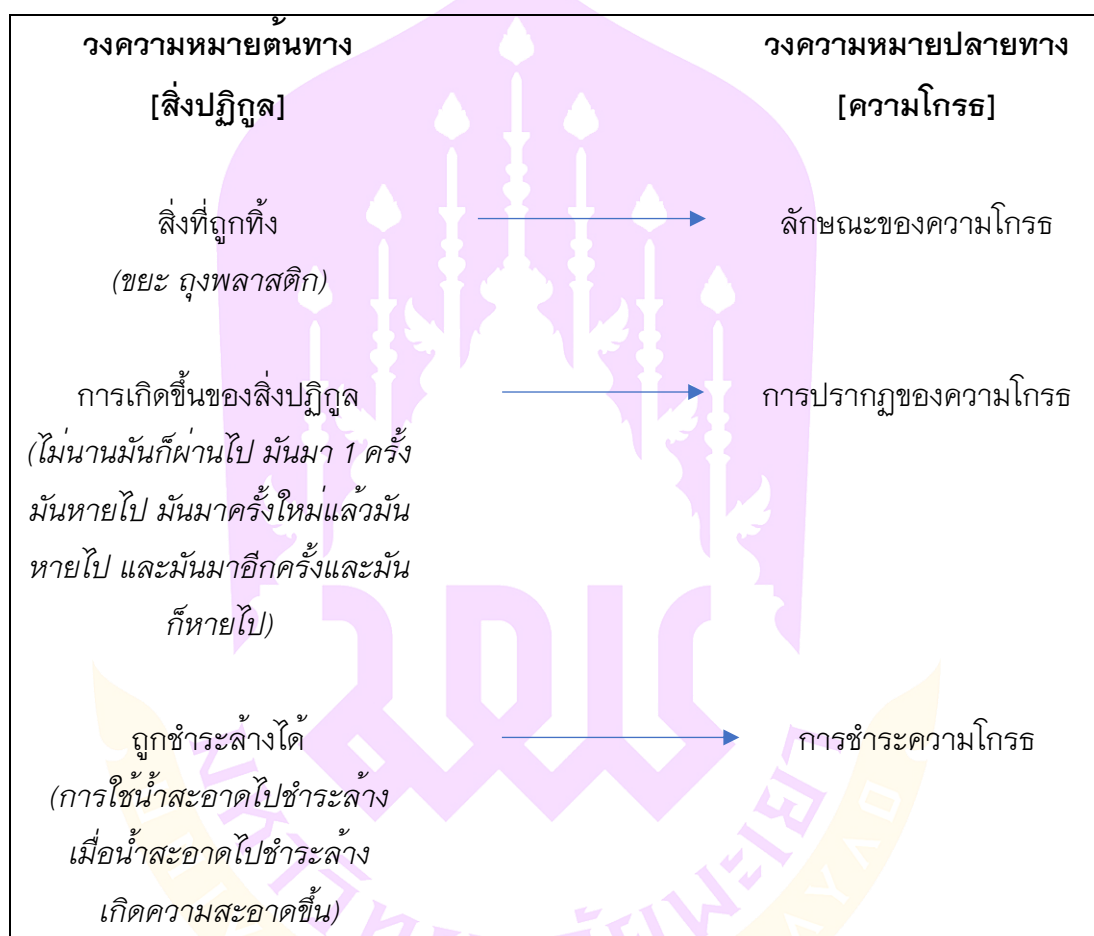 วงความหมายต้นทาง วงความหมายปลายทาง
[สิ่งปฏิกูล] [ความโกรธ]
สิ่งที่ถูกทิ้ง ลักษณะของความโกรธ
(ขยะ ถุงพลาสติก)
การเกิดขึ้นของสิ่งปฏิกูล การปรากฏของความโกรธ
(ไม่นานมันก็ผ่านไป มันมา 1 ครั้ง
มันหายไป มันมาครั้งใหม่แล้วมัน
หายไป และมันมาอีกครั้งและมัน
ก็หายไป)
ถูกชำระล้างได้ การชำระความโกรธ
(การใช้น้ำสะอาดไปชำระล้าง
เมื่อน้ำสะอาดไปชำระล้าง
เกิดความสะอาดขึ้น)